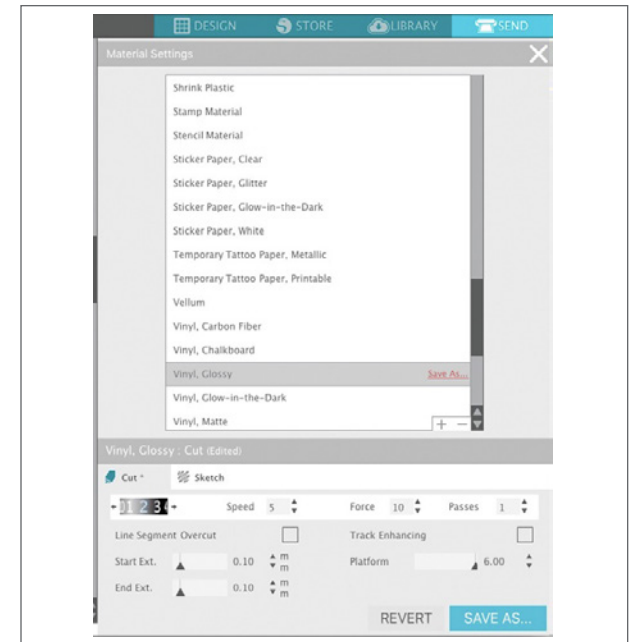 DESIGN STORE LIBRARY SEND
Material Settings
Shrink Plastic
Stamp Material
Stencil Material
Sticker Paper, Clear
Sticker Paper, Glitter
Sticker Paper, Glow-in-the-Dark
Sticker Paper, White
Temporary Tattoo Paper, Metallic
Temporary Tattoo Paper, Printable
Vellum
Vinyl, Carbon Fiber
Vinyl, Chalkboard
Vinyl, Glossy Save As...
Vinyl, Glow-in-the-Dark
Vinyl, Matte + −
Vinyl, Glossy : Cut (Edited)
Cut * Sketch
1 2 3 Speed 5 Force 10 Passes 1
Line Segment Overcut Track Enhancing
Start Ext. 0.10 m m Platform 6.00
End Ext. 0.10 m m
REVERT SAVE AS...